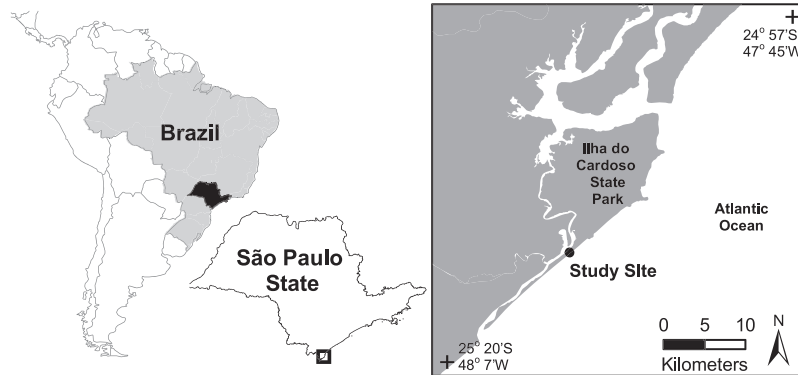 Brazil
São Paulo
State
24° 57'S
47° 45'W
Ilha do
Cardoso
State
Park
Atlantic
Ocean
Study SIte
0 5 10
Kilometers
N
25° 20'S
48° 7'W